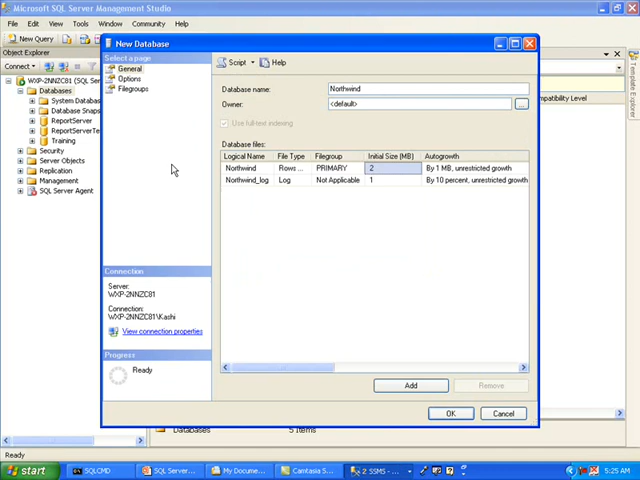 Microsoft SQL Server Management Studio
File Edit View Tools Window Community Help
New Query
Object Explorer
Connect
WXP-2NNZC81 (SQL Serv
Databases
System Databas
Database Snaps
ReportServer
ReportServerTe
Training
Security
Server Objects
Replication
Management
SQL Server Agent
New Database
Select a page
General
Options
Filegroups
Script Help
Database name: Northwind
Owner: <default> ...
Use full-text indexing
Database files:
Logical Name File Type Filegroup Initial Size (MB) Autogrowth
Northwind Rows ... PRIMARY 2 By 1 MB, unrestricted growth
Northwind_log Log Not Applicable 1 By 10 percent, unrestricted growth
Connection
Server:
WXP-2NNZC81
Connection:
WXP-2NNZC81\Kashi
View connection properties
Progress
Ready
Add Remove
OK Cancel
mpatibility Level
Template Explorer
Databases 5 Items
Ready
start SQLCMD SQL Server... My Docume... Camtasia S... 2 SSMS - 5:25 AM